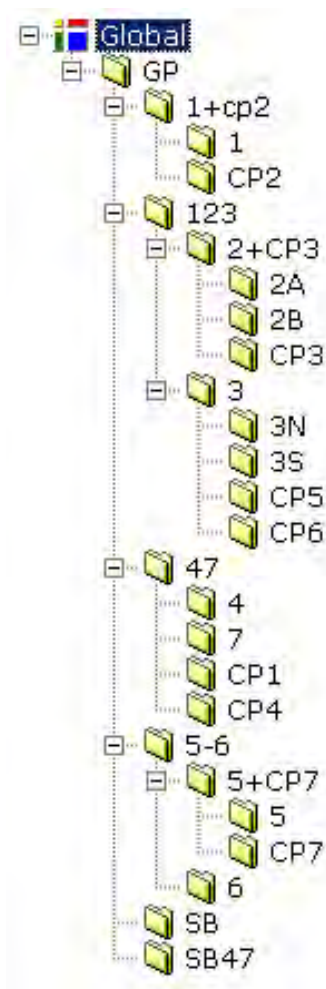 Global
GP
1+cp2
1
CP2
123
2+CP3
2A
2B
CP3
3
3N
3S
CP5
CP6
47
4
7
CP1
CP4
5-6
5+CP7
5
CP7
6
SB
SB47